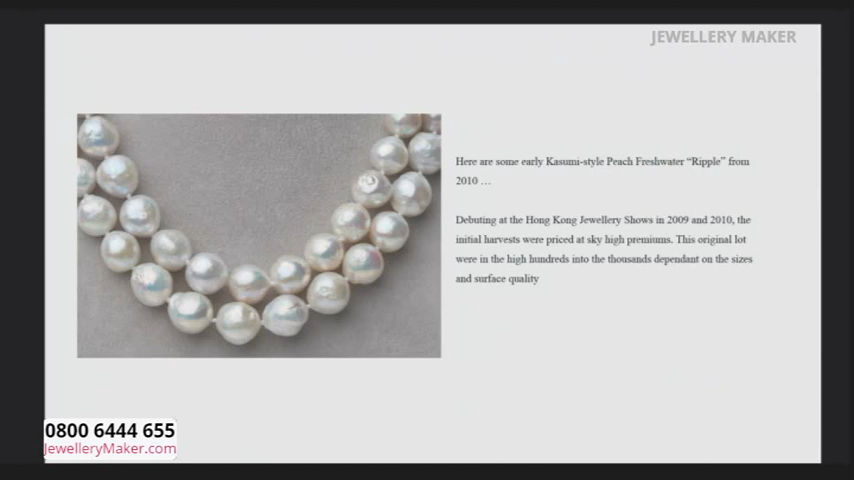 JEWELLERY MAKER
Here are some early Kasumi-style Peach Freshwater “Ripple” from
2010 …
Debuting at the Hong Kong Jewellery Shows in 2009 and 2010, the
initial harvests were priced at sky high premiums. This original lot
were in the high hundreds into the thousands dependant on the sizes
and surface quality
0800 6444 655
JewelleryMaker.com